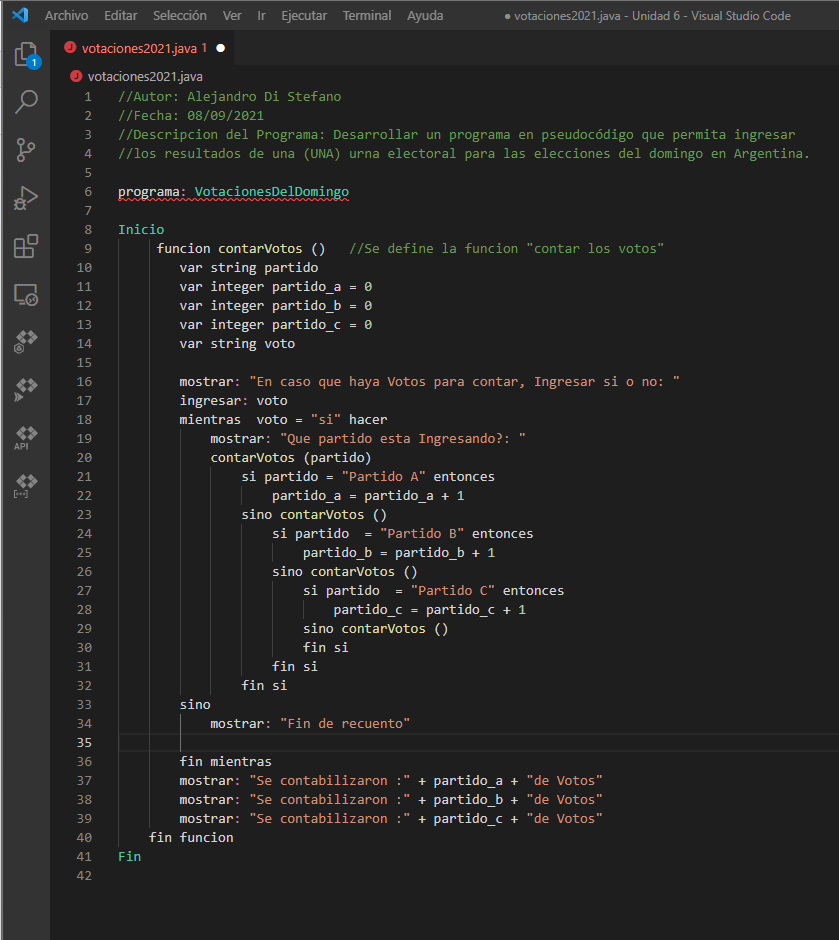 Archivo Editar Selección Ver Ir Ejecutar Terminal Ayuda ● votaciones2021.java - Unidad 6 - Visual Studio Code
J votaciones2021.java 1 ●
1
J votaciones2021.java
1 //Autor: Alejandro Di Stefano
2 //Fecha: 08/09/2021
3 //Descripcion del Programa: Desarrollar un programa en pseudocódigo que permita ingresar
4 //los resultados de una (UNA) urna electoral para las elecciones del domingo en Argentina.
5
6 programa: VotacionesDelDomingo
7
8 Inicio
9 funcion contarVotos () //Se define la funcion "contar los votos"
10 var string partido
11 var integer partido_a = 0
12 var integer partido_b = 0
13 var integer partido_c = 0
14 var string voto
15
16 mostrar: "En caso que haya Votos para contar, Ingresar si o no: "
17 ingresar: voto
18 mientras  voto = "si" hacer
19 mostrar: "Que partido esta Ingresando?: "
20 contarVotos (partido)
21 si partido = "Partido A" entonces
22 partido_a = partido_a + 1
23 sino contarVotos ()
24 si partido  = "Partido B" entonces
25 partido_b = partido_b + 1
26 sino contarVotos ()
27 si partido  = "Partido C" entonces
28 partido_c = partido_c + 1
29 sino contarVotos ()
30 fin si
31 fin si
32 fin si
33 sino
34 mostrar: "Fin de recuento"
35
36 fin mientras
37 mostrar: "Se contabilizaron :" + partido_a + "de Votos"
38 mostrar: "Se contabilizaron :" + partido_b + "de Votos"
39 mostrar: "Se contabilizaron :" + partido_c + "de Votos"
40 fin funcion
41 Fin
42
API